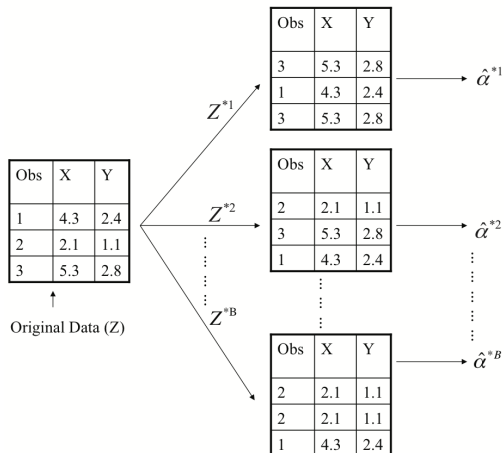 Obs X Y
3 5.3 2.8
1 4.3 2.4
3 5.3 2.8
Z*1
α̂*1
Obs X Y
1 4.3 2.4
2 2.1 1.1
3 5.3 2.8
Original Data (Z)
Z*2
Obs X Y
2 2.1 1.1
3 5.3 2.8
1 4.3 2.4
α̂*2
Z*B
Obs X Y
2 2.1 1.1
2 2.1 1.1
1 4.3 2.4
α̂*B